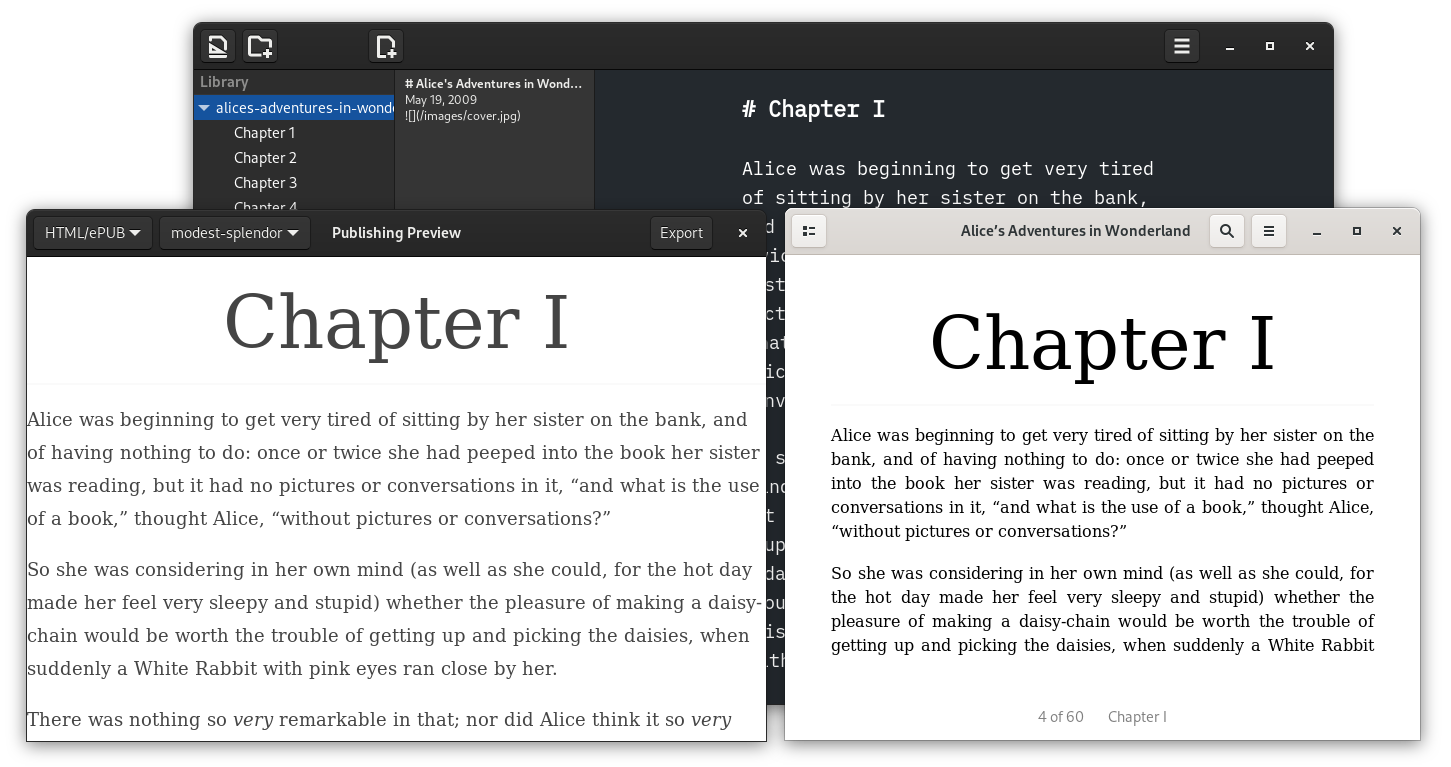 Library
alices-adventures-in-wonde
Chapter 1
Chapter 2
Chapter 3
Chapter 4
# Alice's Adventures in Wond...
May 19, 2009
![](/images/cover.jpg)
# Chapter I
Alice was beginning to get very tired
of sitting by her sister on the bank,
HTML/ePUB
modest-splendor
Publishing Preview
Export
Chapter I
Alice was beginning to get very tired of sitting by her sister on the bank, and
of having nothing to do: once or twice she had peeped into the book her sister
was reading, but it had no pictures or conversations in it, “and what is the use
of a book,” thought Alice, “without pictures or conversations?”
So she was considering in her own mind (as well as she could, for the hot day
made her feel very sleepy and stupid) whether the pleasure of making a daisy-
chain would be worth the trouble of getting up and picking the daisies, when
suddenly a White Rabbit with pink eyes ran close by her.
There was nothing so very remarkable in that; nor did Alice think it so very
Alice’s Adventures in Wonderland
Chapter I
Alice was beginning to get very tired of sitting by her sister on the
bank, and of having nothing to do: once or twice she had peeped
into the book her sister was reading, but it had no pictures or
conversations in it, “and what is the use of a book,” thought Alice,
“without pictures or conversations?”
So she was considering in her own mind (as well as she could, for
the hot day made her feel very sleepy and stupid) whether the
pleasure of making a daisy-chain would be worth the trouble of
getting up and picking the daisies, when suddenly a White Rabbit
4 of 60
Chapter I